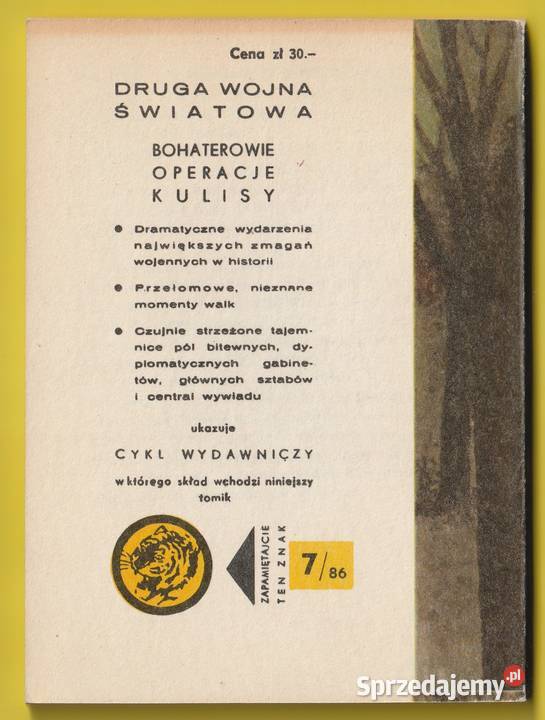 Cena zł 30.–
DRUGA WOJNA
ŚWIATOWA
BOHATEROWIE
OPERACJE
KULISY
● Dramatyczne wydarzenia
największych zmagań
wojennych w historii
● Przełomowe, nieznane
momenty walk
● Czujnie strzeżone tajem-
nice pól bitewnych, dy-
plomatycznych gabine-
tów, głównych sztabów
i central wywiadu
ukazuje
CYKL WYDAWNICZY
w którego skład wchodzi niniejszy
tomik
ZAPAMIĘTAJCIE
TEN ZNAK
7/86
Sprzedajemy.pl